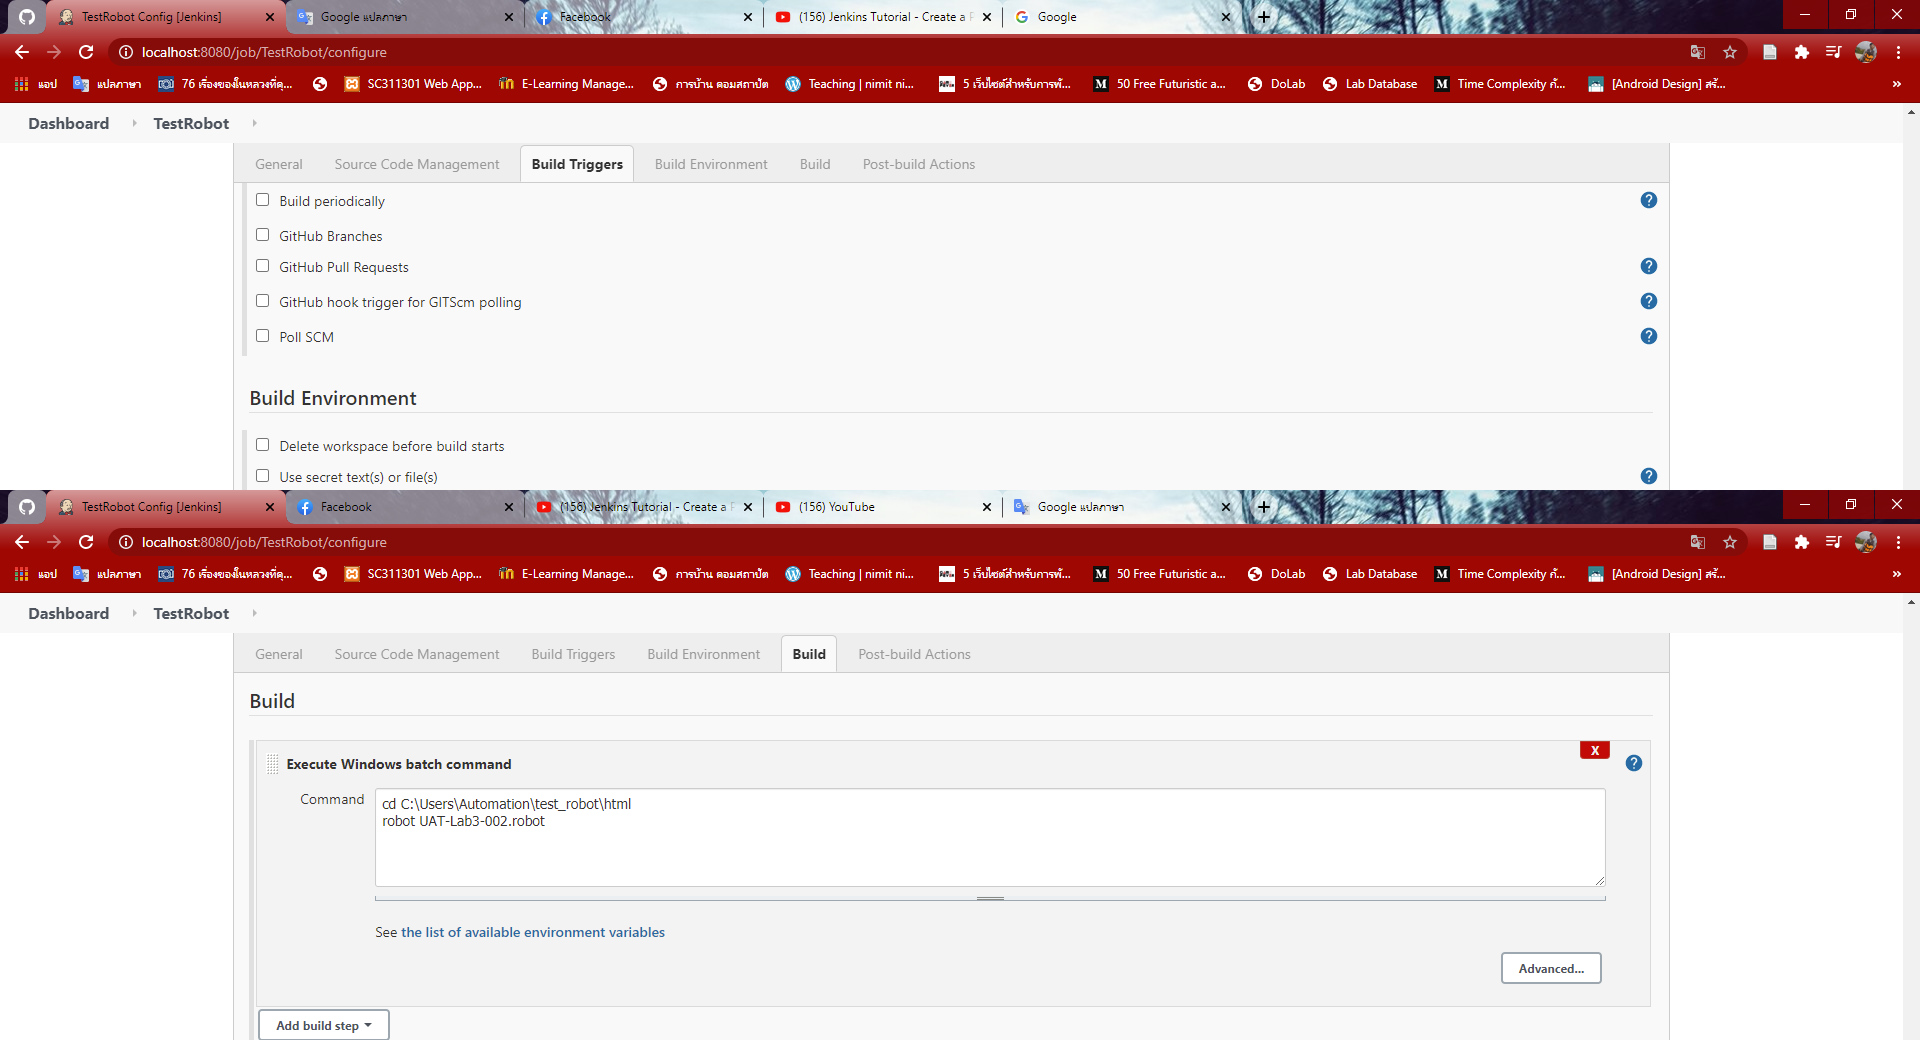 TestRobot Config [Jenkins]
Google แปลภาษา
Facebook
(156) Jenkins Tutorial - Create a P
Google
localhost:8080/job/TestRobot/configure
แอป
แปลภาษา
76 เรื่องของในหลวงที่คุ...
SC311301 Web App...
E-Learning Manage...
การบ้าน คอมสถาปัต
Teaching | nimit ni...
5 เว็บไซต์สำหรับการพั...
50 Free Futuristic a...
DoLab
Lab Database
Time Complexity คั...
[Android Design] สร้...
»
Dashboard
TestRobot
General
Source Code Management
Build Triggers
Build Environment
Build
Post-build Actions
Build periodically
?
GitHub Branches
GitHub Pull Requests
?
GitHub hook trigger for GITScm polling
?
Poll SCM
?
Build Environment
Delete workspace before build starts
Use secret text(s) or file(s)
?
TestRobot Config [Jenkins]
Facebook
(156) Jenkins Tutorial - Create a P
(156) YouTube
Google แปลภาษา
localhost:8080/job/TestRobot/configure
แอป
แปลภาษา
76 เรื่องของในหลวงที่คุ...
SC311301 Web App...
E-Learning Manage...
การบ้าน คอมสถาปัต
Teaching | nimit ni...
5 เว็บไซต์สำหรับการพั...
50 Free Futuristic a...
DoLab
Lab Database
Time Complexity คั...
[Android Design] สร้...
»
Dashboard
TestRobot
General
Source Code Management
Build Triggers
Build Environment
Build
Post-build Actions
Build
X
Execute Windows batch command
?
Command
cd C:\Users\Automation\test_robot\html
robot UAT-Lab3-002.robot
See the list of available environment variables
Advanced...
Add build step